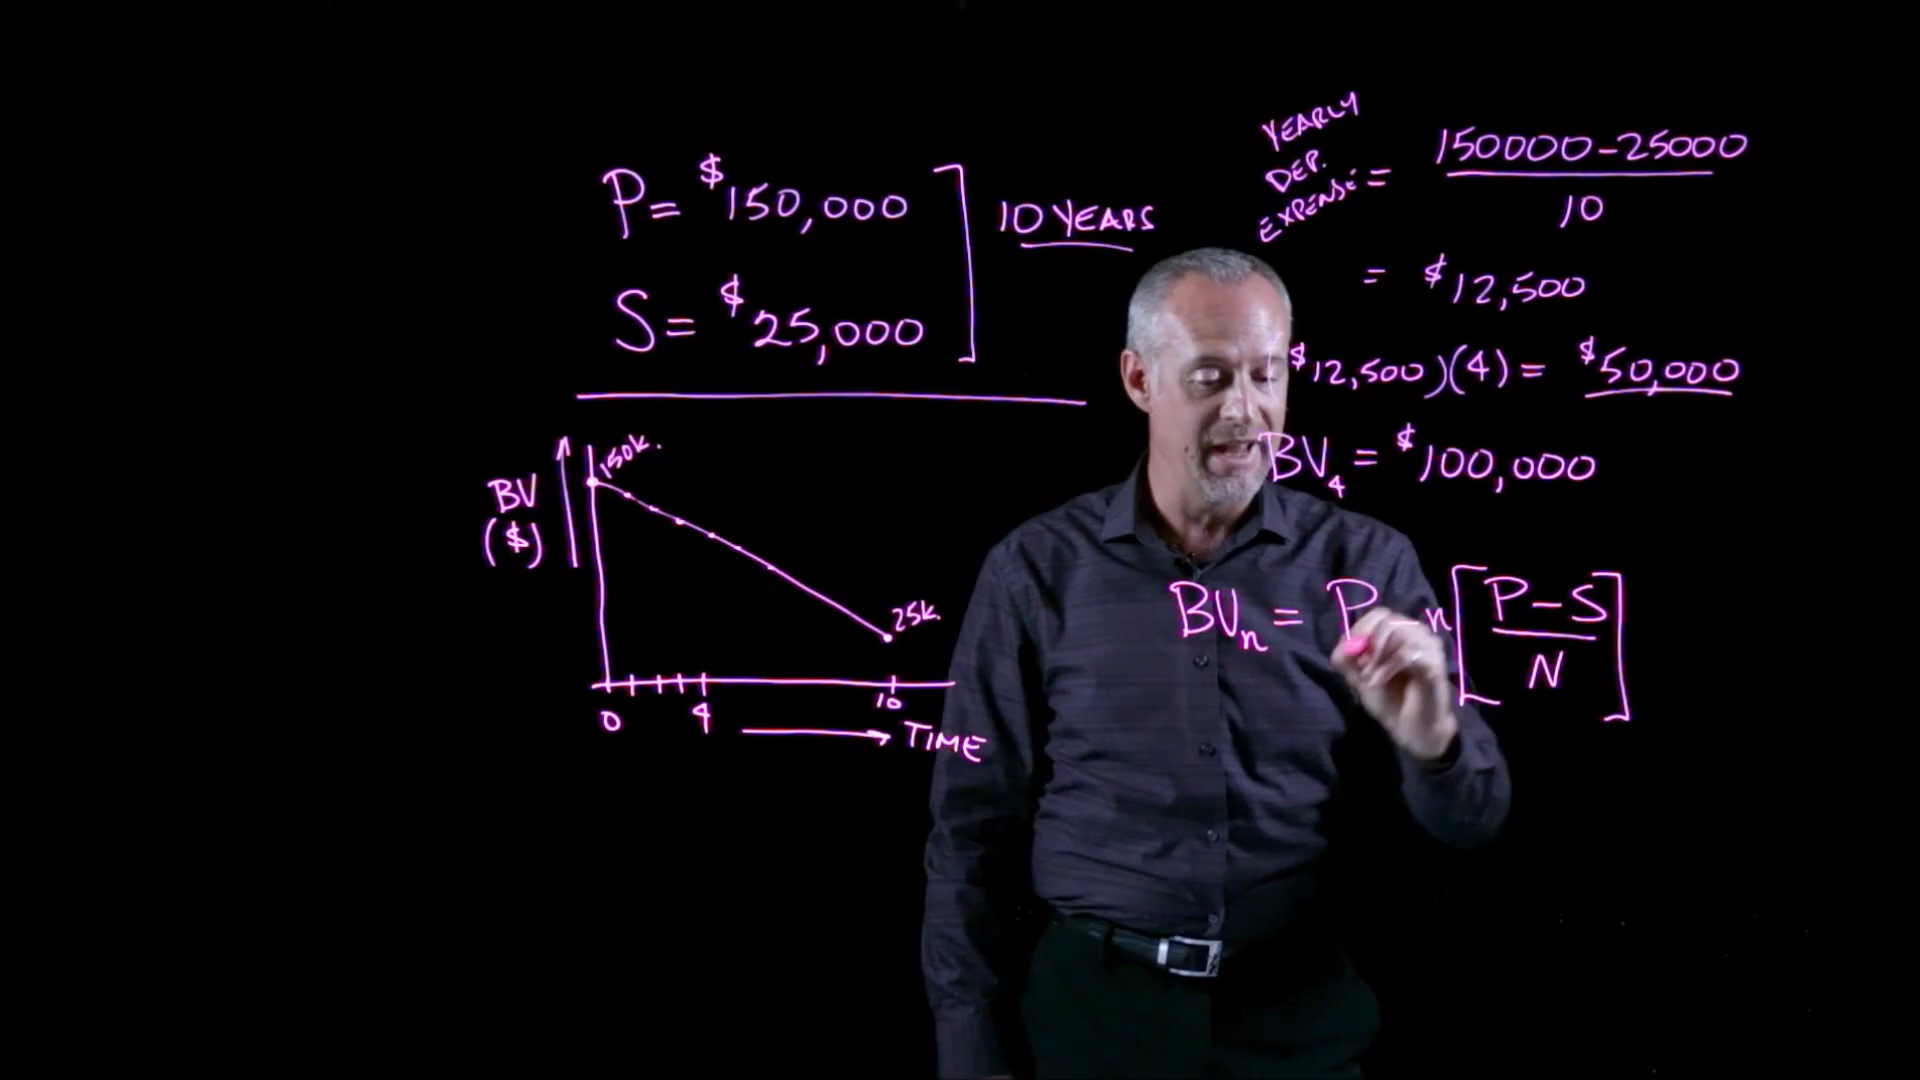 P = $150,000
S = $25,000
10 YEARS
BV
($)
150k.
25k.
0
4
10
TIME
YEARLY
DEP.
EXPENSE =
150000 - 25000
10
= $12,500
$12,500)(4) = $50,000
BV4 = $100,000
BVn = P - n [P - S
N]